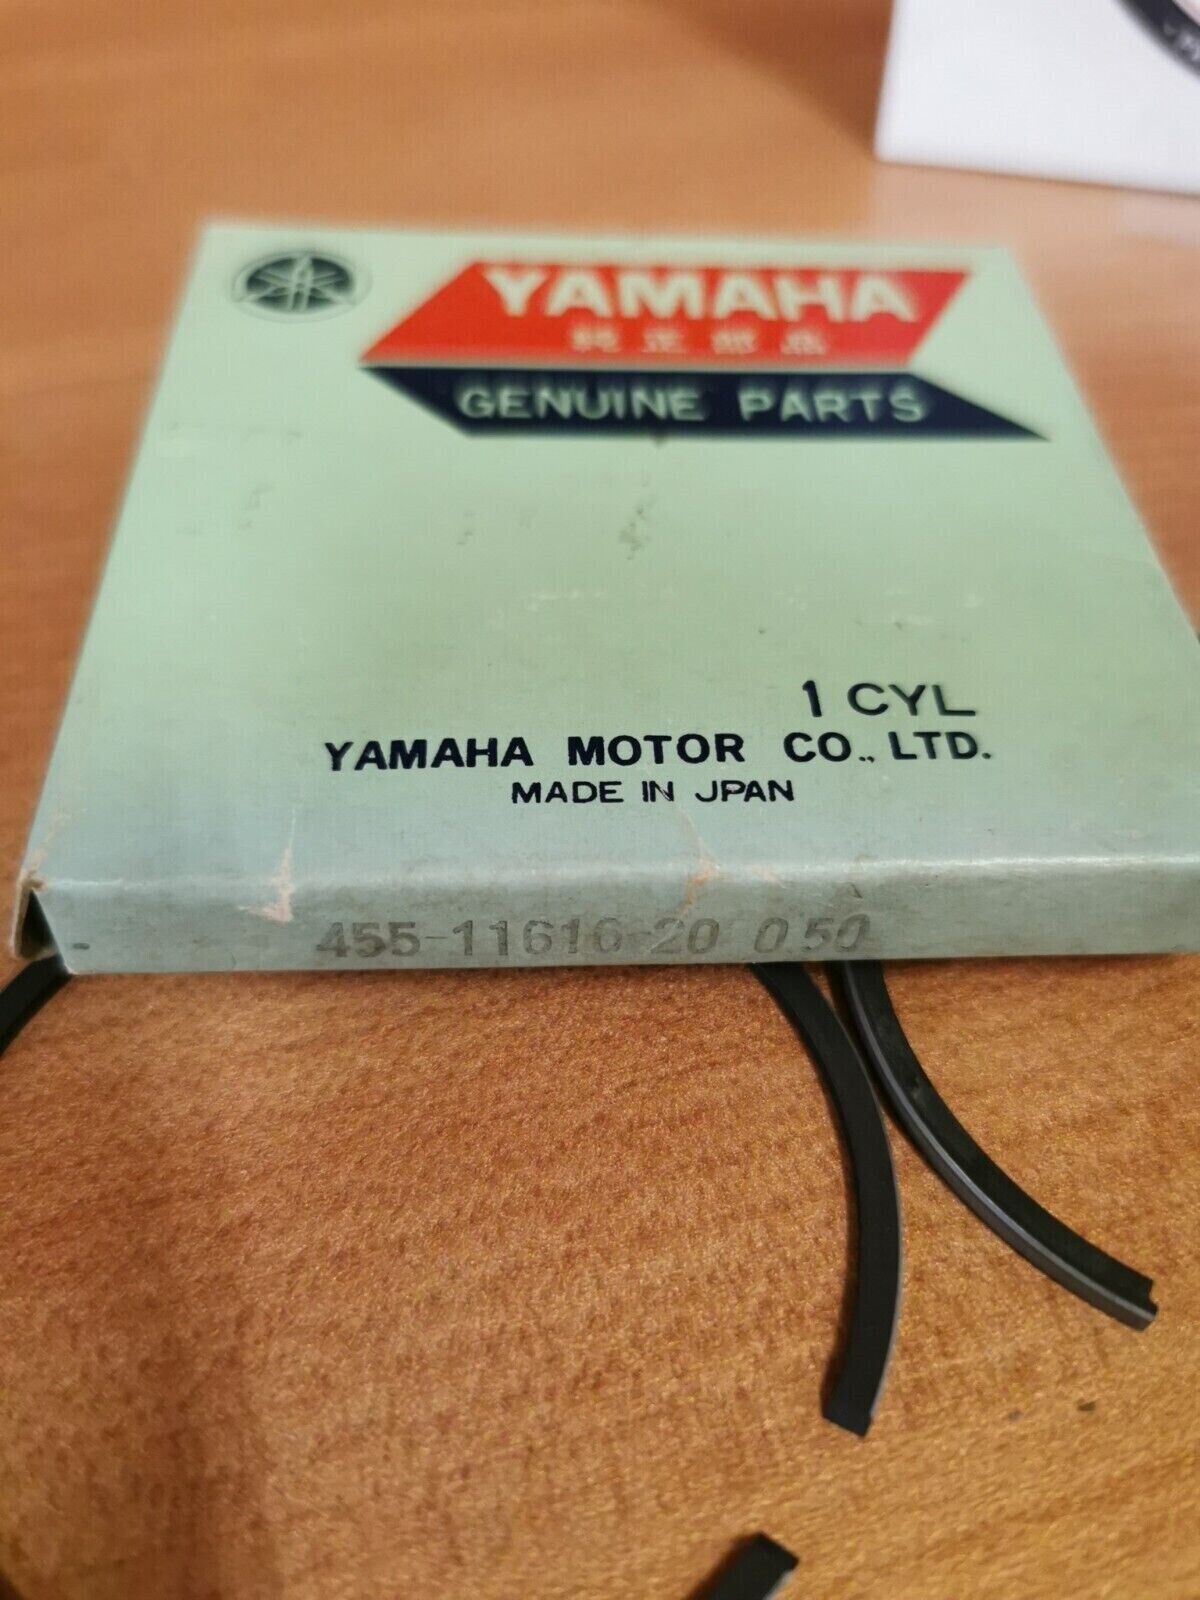 YAMAHA
純正部品
GENUINE PARTS
1 CYL
YAMAHA MOTOR CO., LTD.
MADE IN JPAN
455-11610-20 0.50